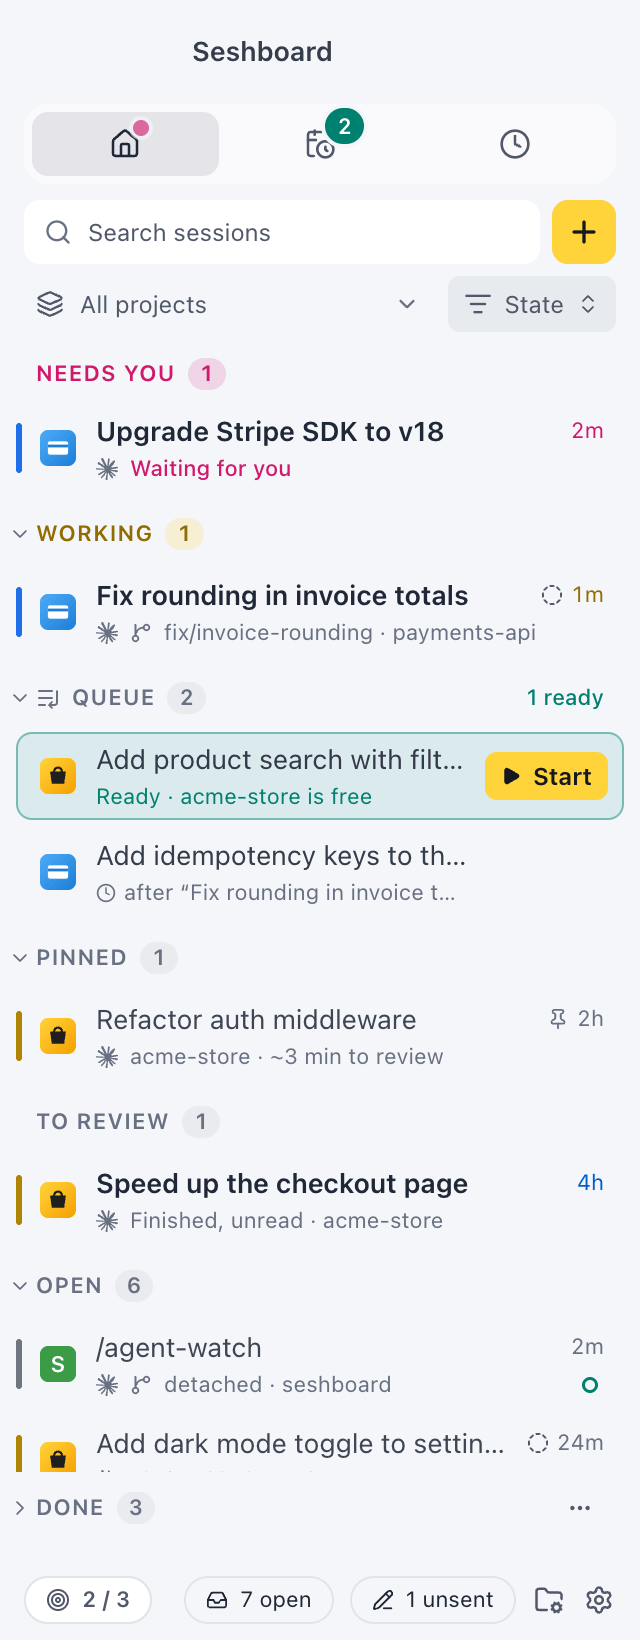 Seshboard
2
Search sessions
All projects
State
NEEDS YOU 1
Upgrade Stripe SDK to v18 2m
Waiting for you
WORKING 1
Fix rounding in invoice totals 1m
fix/invoice-rounding · payments-api
QUEUE 2 1 ready
Add product search with filt... Start
Ready · acme-store is free
Add idempotency keys to th...
after “Fix rounding in invoice t...
PINNED 1
Refactor auth middleware 2h
acme-store · ~3 min to review
TO REVIEW 1
Speed up the checkout page 4h
Finished, unread · acme-store
OPEN 6
S /agent-watch 2m
detached · seshboard
Add dark mode toggle to settin... 24m
DONE 3
2 / 3 7 open 1 unsent